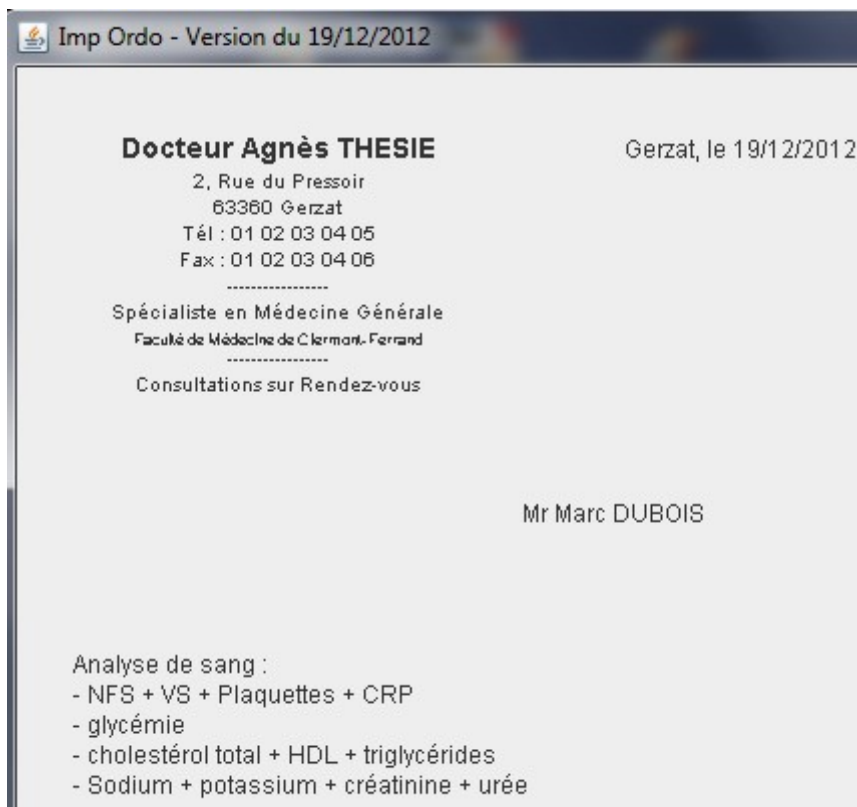 Imp Ordo - Version du 19/12/2012
Docteur Agnès THESIE
Gerzat, le 19/12/2012
2, Rue du Pressoir
63360 Gerzat
Tél : 01 02 03 04 05
Fax : 01 02 03 04 06
-----------------
Spécialiste en Médecine Générale
Faculté de Médecine de Clermont-Ferrand
-----------------
Consultations sur Rendez-vous
Mr Marc DUBOIS
Analyse de sang :
- NFS + VS + Plaquettes + CRP
- glycémie
- cholestérol total + HDL + triglycérides
- Sodium + potassium + créatinine + urée